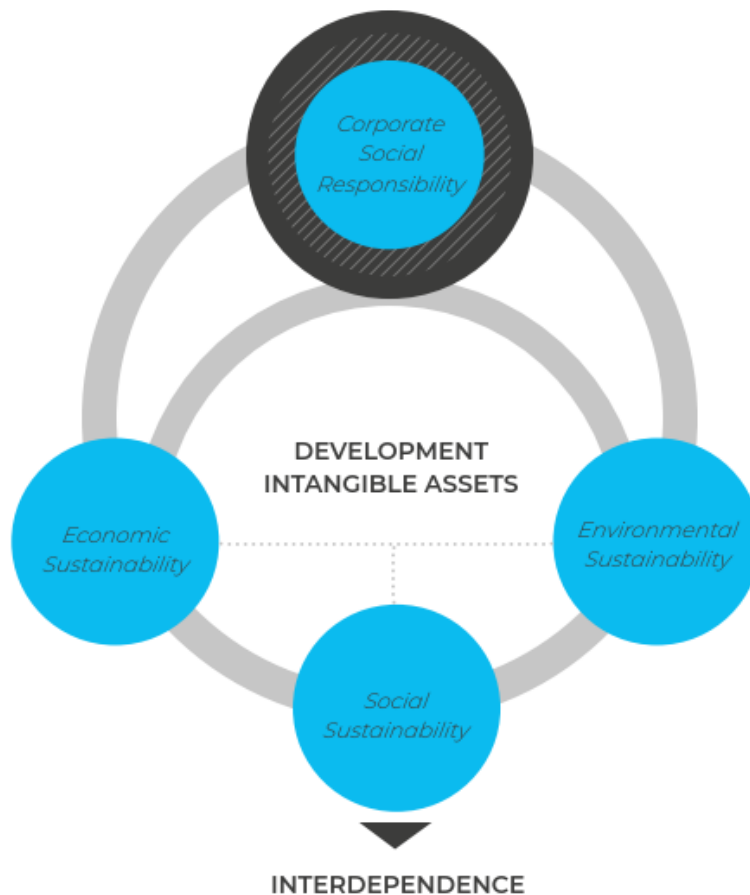 Corporate
Social
Responsibility
DEVELOPMENT
INTANGIBLE ASSETS
Economic
Sustainability
Environmental
Sustainability
Social
Sustainability
INTERDEPENDENCE